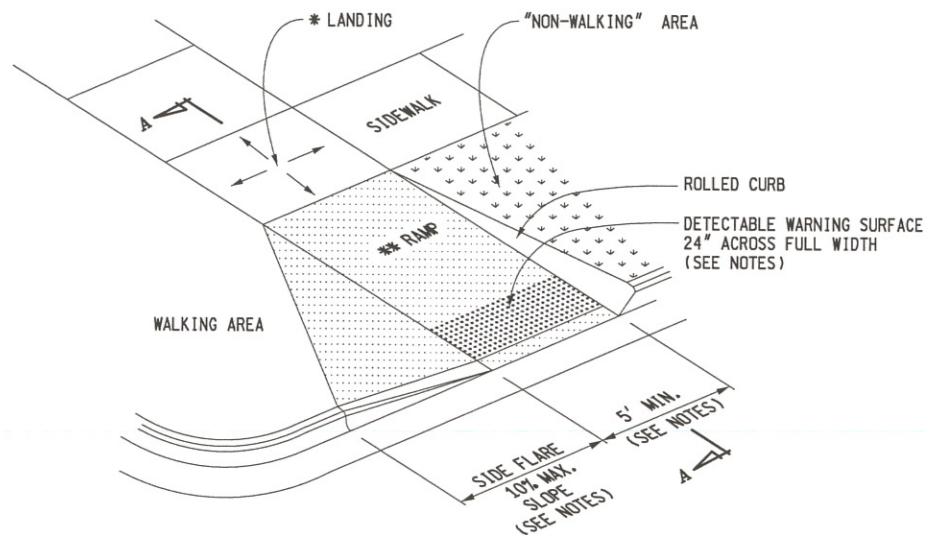 * LANDING
"NON-WALKING" AREA
A
SIDEWALK
ROLLED CURB
** RAMP
DETECTABLE WARNING SURFACE
24" ACROSS FULL WIDTH
(SEE NOTES)
WALKING AREA
5' MIN.
(SEE NOTES)
SIDE FLARE
10% MAX.
SLOPE
(SEE NOTES)
A